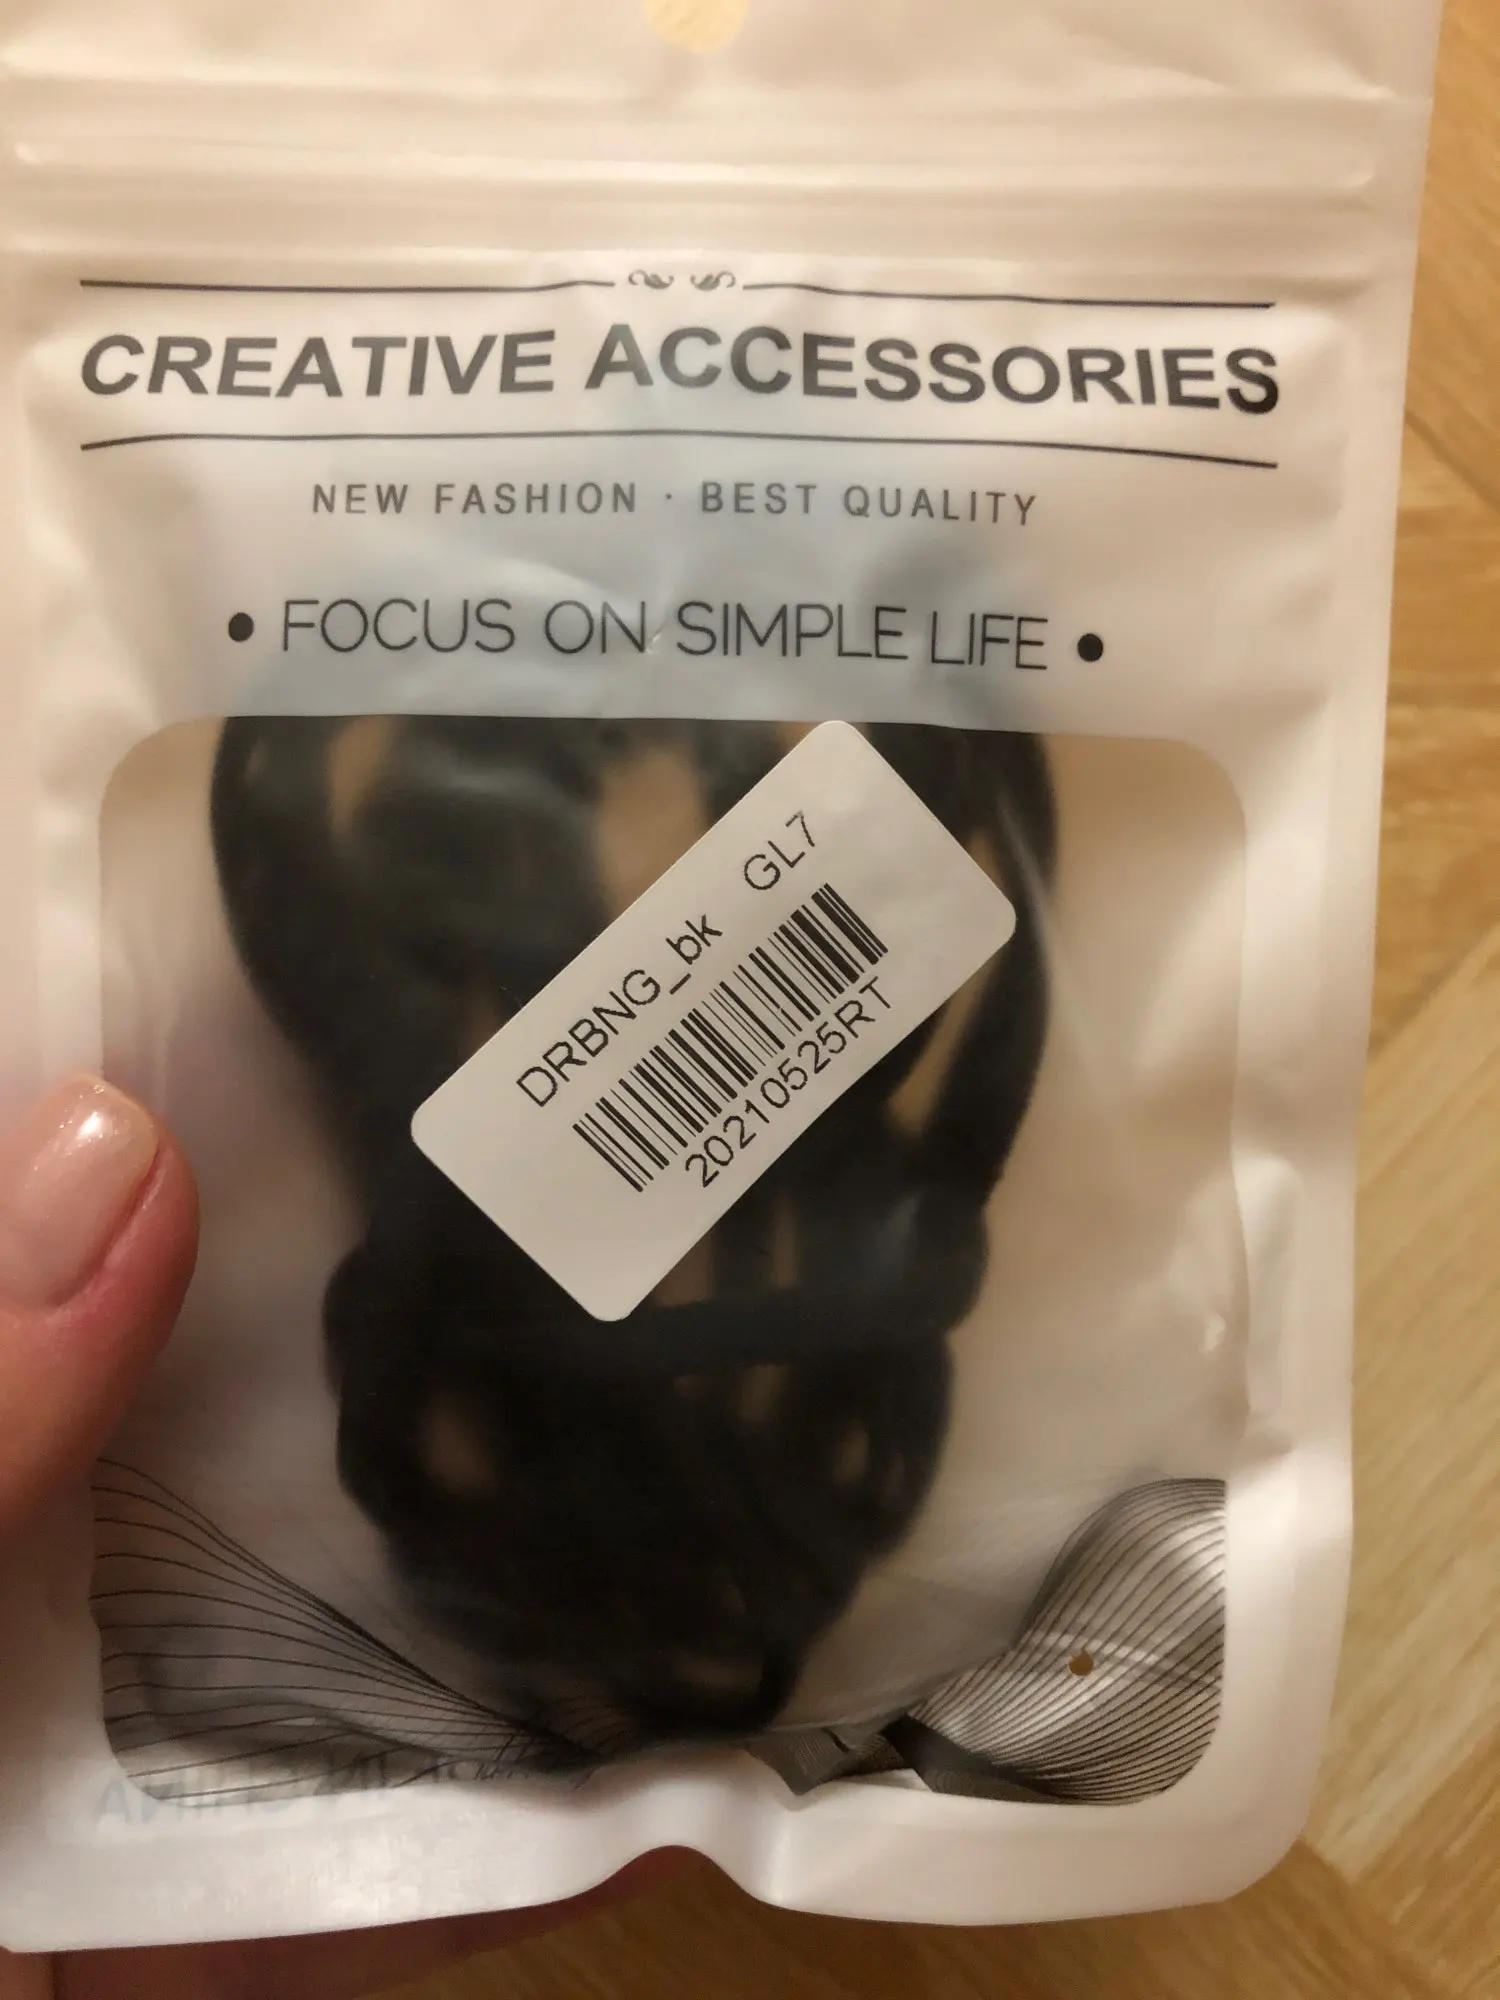 CREATIVE ACCESSORIES
NEW FASHION · BEST QUALITY
• FOCUS ON SIMPLE LIFE •
DRBNG_bk GL7
20210525RT